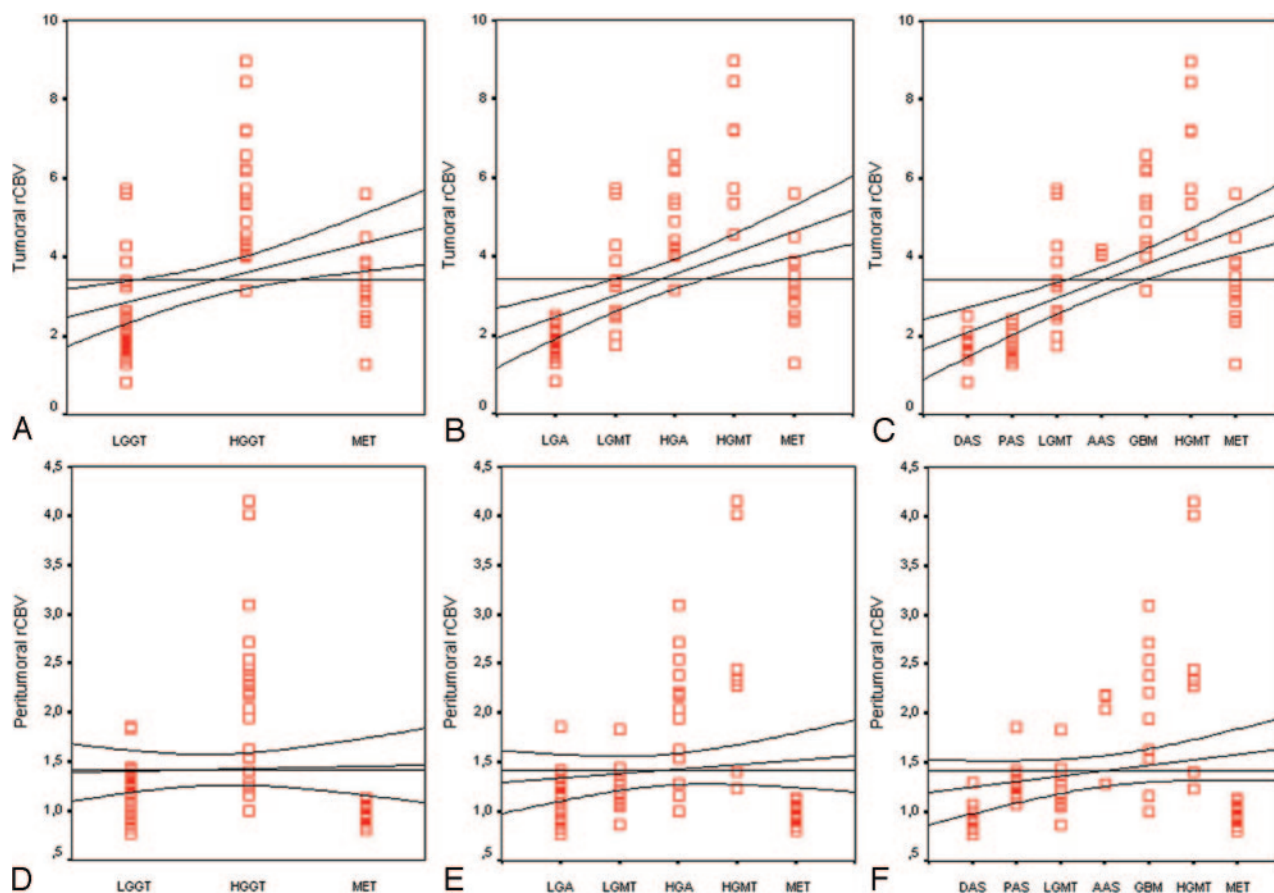 10
8
6
4
2
0
Tumoral rCBV
LGGT HGGT MET
A
10
8
6
4
2
0
Tumoral rCBV
LGA LGMT HGA HGMT MET
B
10
8
6
4
2
0
Tumoral rCBV
DAS PAS LGMT AAS GBM HGMT MET
C
4,5
4,0
3,5
3,0
2,5
2,0
1,5
1,0
,5
Peritumoral rCBV
LGGT HGGT MET
D
4,5
4,0
3,5
3,0
2,5
2,0
1,5
1,0
,5
Peritumoral rCBV
LGA LGMT HGA HGMT MET
E
4,5
4,0
3,5
3,0
2,5
2,0
1,5
1,0
,5
Peritumoral rCBV
DAS PAS LGMT AAS GBM HGMT MET
F